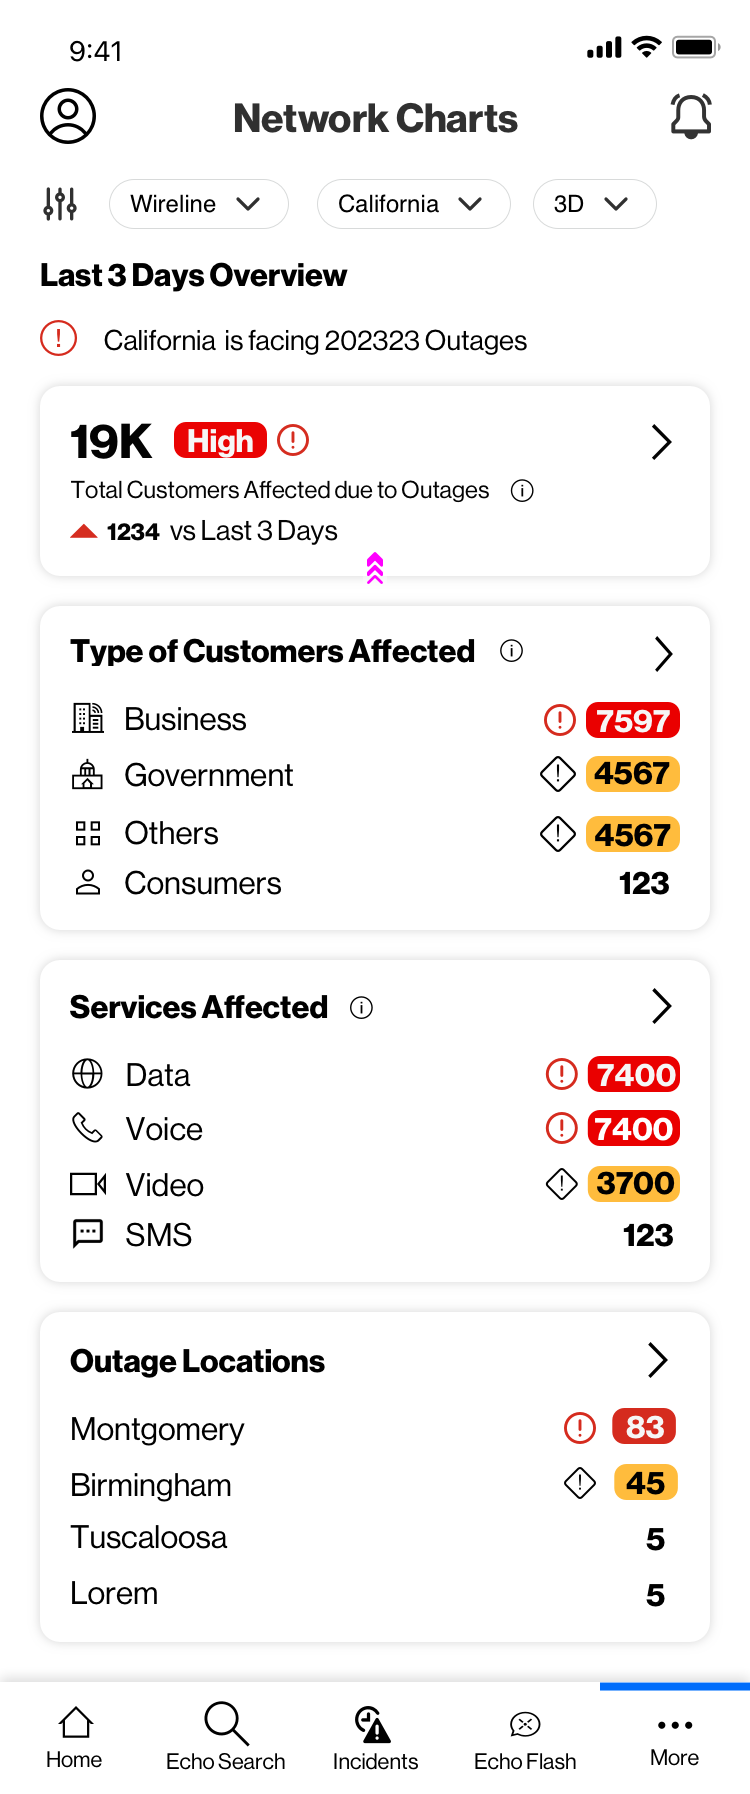 9:41
Network Charts
Wireline California 3D
Last 3 Days Overview
California is facing 202323 Outages
19K High
Total Customers Affected due to Outages
1234 vs Last 3 Days
Type of Customers Affected
Business 7597
Government 4567
Others 4567
Consumers 123
Services Affected
Data 7400
Voice 7400
Video 3700
SMS 123
Outage Locations
Montgomery 83
Birmingham 45
Tuscaloosa 5
Lorem 5
Home Echo Search Incidents Echo Flash More